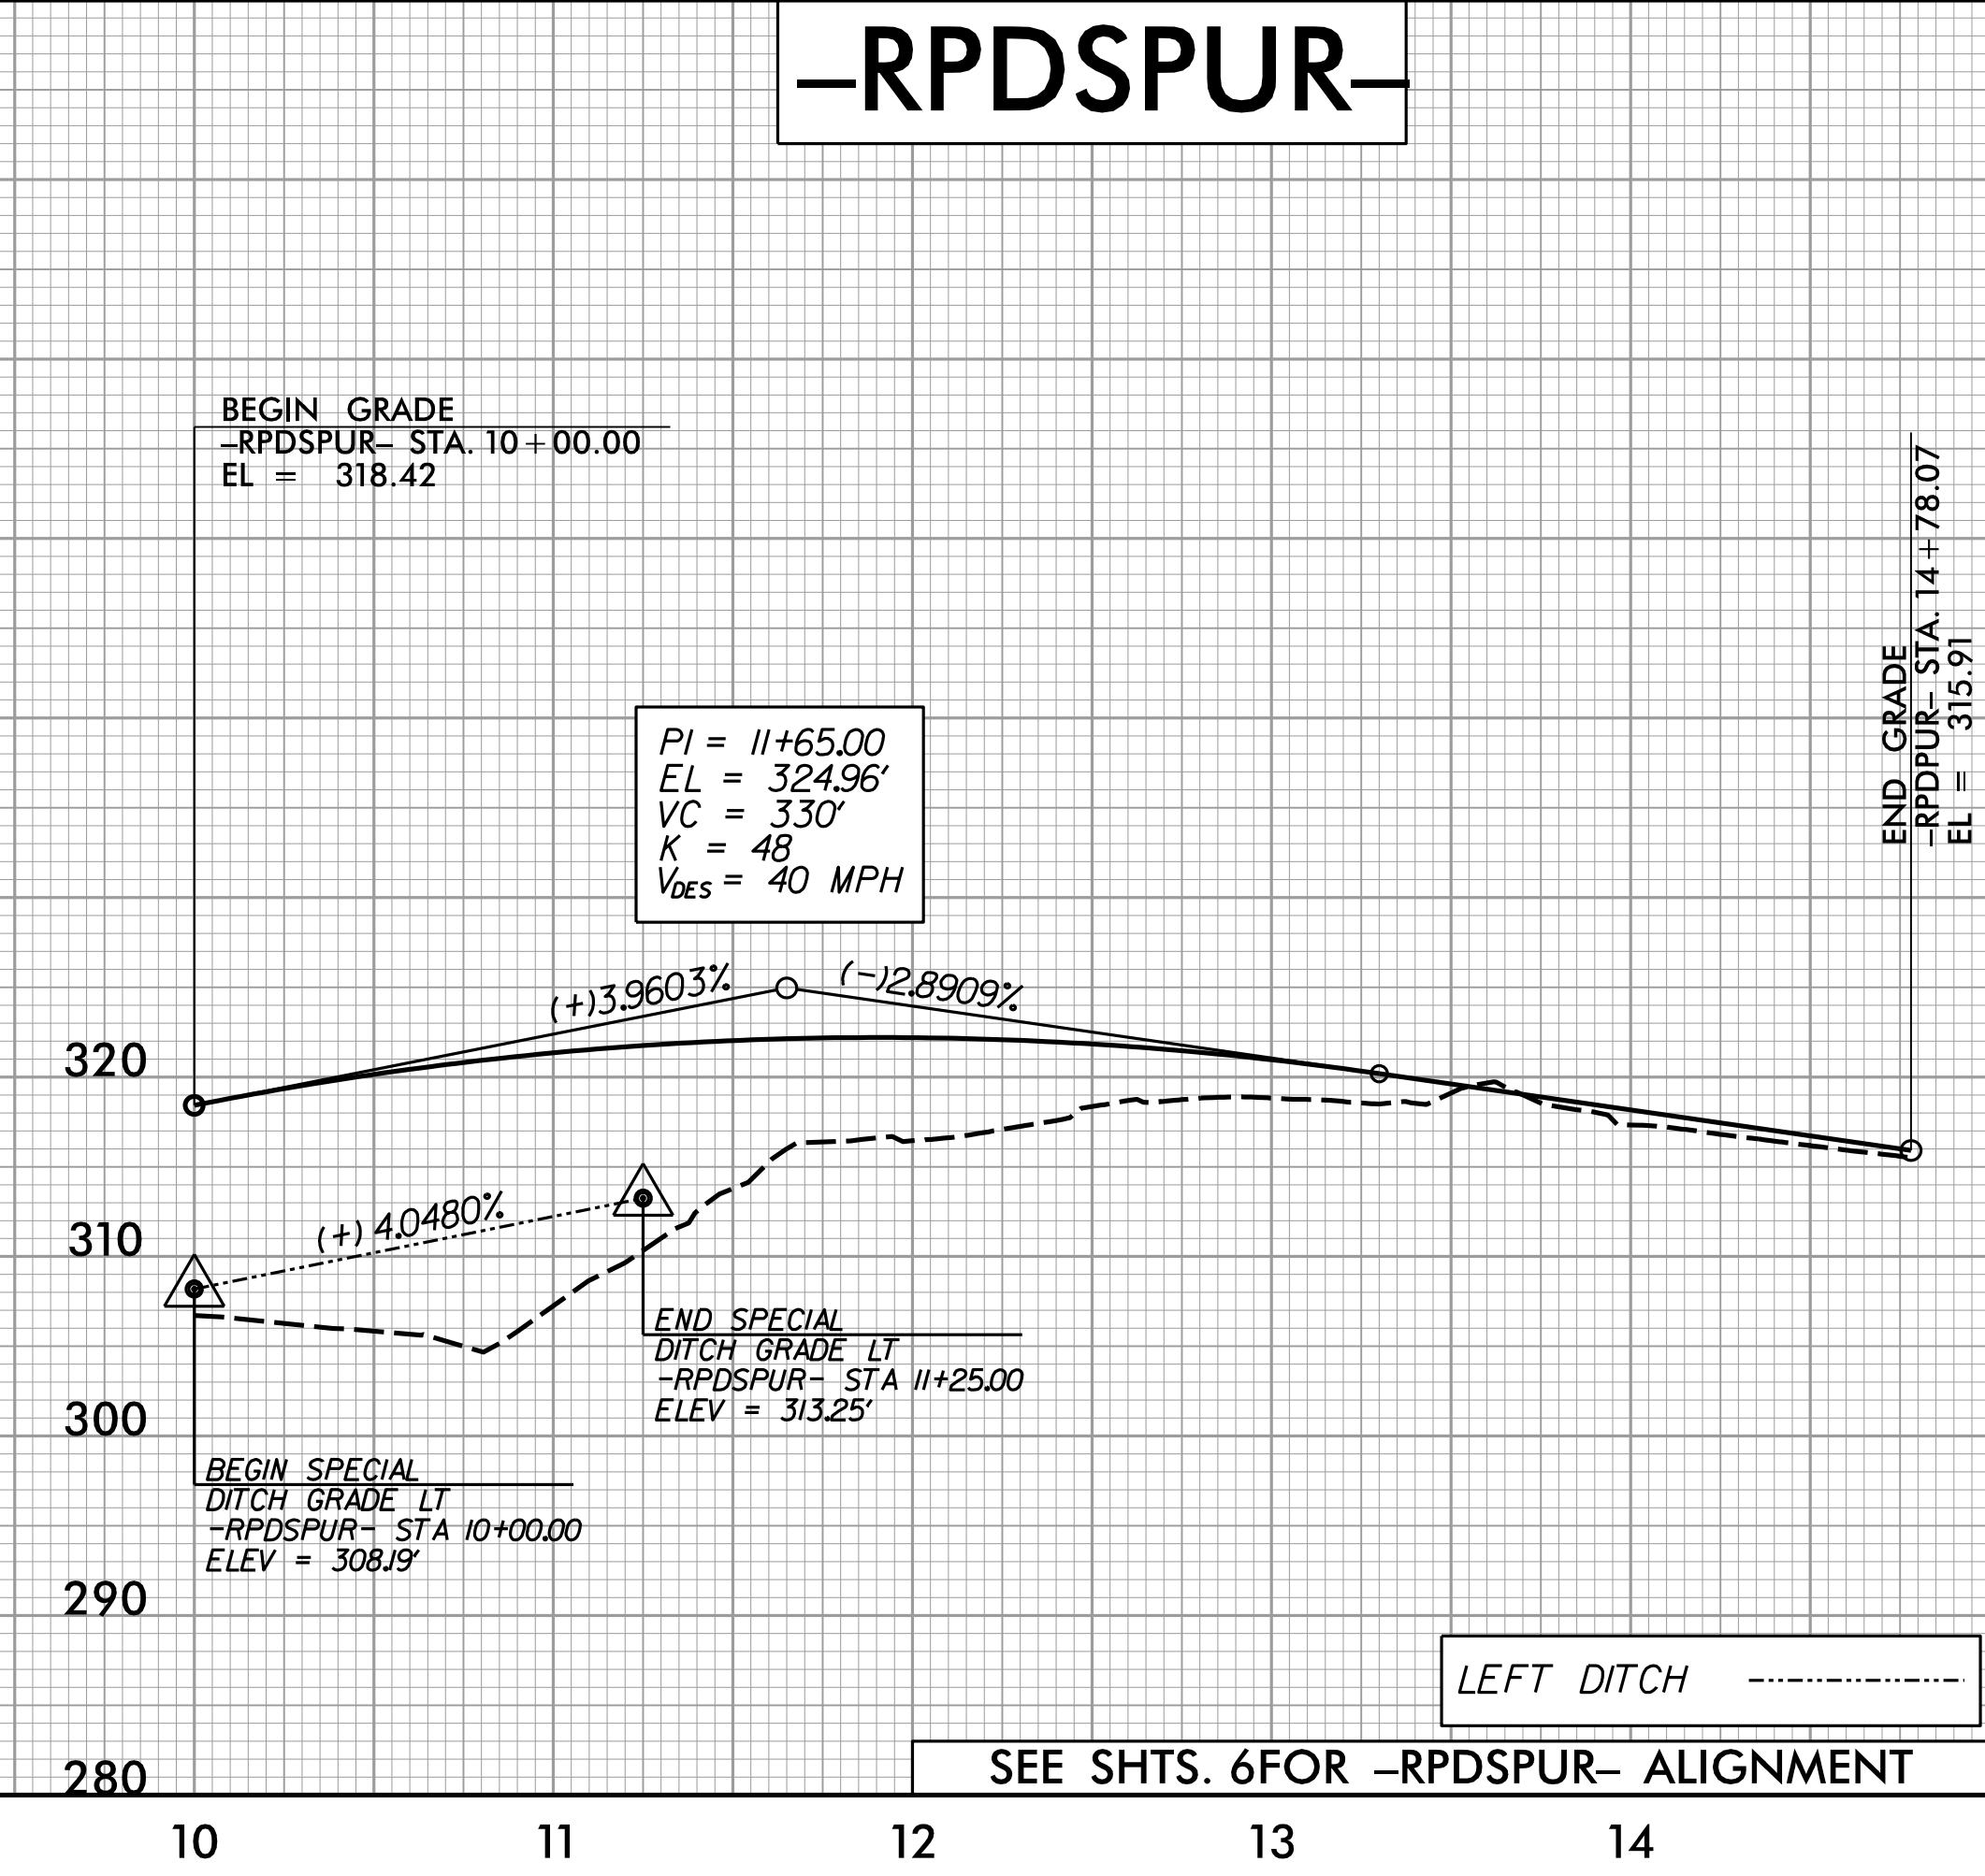 –RPDSPUR–
BEGIN GRADE
–RPDSPUR– STA. 10+00.00
EL = 318.42
END GRADE
–RPDPUR– STA. 14+78.07
EL = 315.91
PI = 11+65.00
EL = 324.96'
VC = 330'
K = 48
VDES = 40 MPH
(+)3.9603%
(-)2.8909%
320
310
300
290
280
(+) 4.0480%
END SPECIAL
DITCH GRADE LT
-RPDSPUR- STA 11+25.00
ELEV = 313.25'
BEGIN SPECIAL
DITCH GRADE LT
-RPDSPUR- STA 10+00.00
ELEV = 308.19'
LEFT DITCH
SEE SHTS. 6FOR –RPDSPUR– ALIGNMENT
10 11 12 13 14